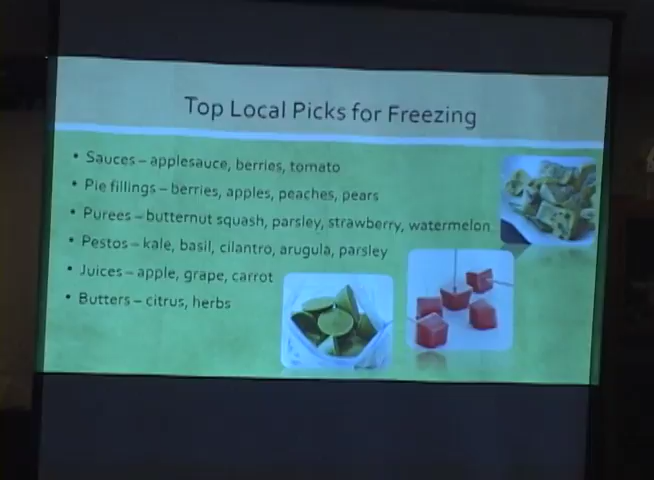 Top Local Picks for Freezing
• Sauces – applesauce, berries, tomato
• Pie fillings – berries, apples, peaches, pears
• Purees – butternut squash, parsley, strawberry, watermelon
• Pestos – kale, basil, cilantro, arugula, parsley
• Juices – apple, grape, carrot
• Butters – citrus, herbs